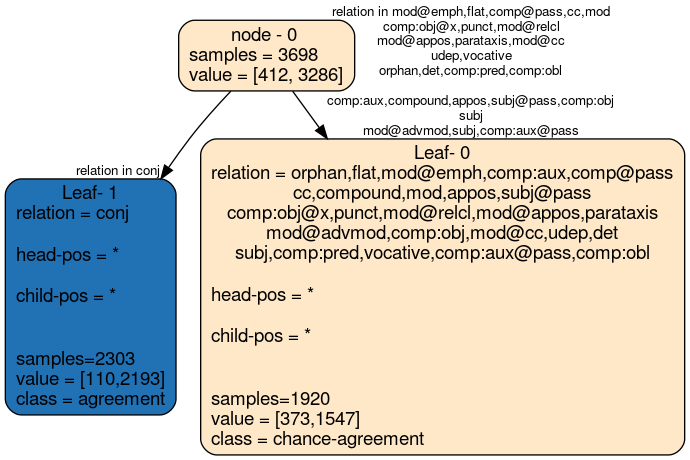 node - 0
samples = 3698
value = [412, 3286]
relation in mod@emph,flat,comp@pass,cc,mod
comp:obj@x,punct,mod@relcl
mod@appos,parataxis,mod@cc
udep,vocative
orphan,det,comp:pred,comp:obl
comp:aux,compound,appos,subj@pass,comp:obj
subj
mod@advmod,subj,comp:aux@pass
relation in conj
Leaf- 1
relation = conj
head-pos = *
child-pos = *
samples=2303
value = [110,2193]
class = agreement
Leaf- 0
relation = orphan,flat,mod@emph,comp:aux,comp@pass
cc,compound,mod,appos,subj@pass
comp:obj@x,punct,mod@relcl,mod@appos,parataxis
mod@advmod,comp:obj,mod@cc,udep,det
subj,comp:pred,vocative,comp:aux@pass,comp:obl
head-pos = *
child-pos = *
samples=1920
value = [373,1547]
class = chance-agreement